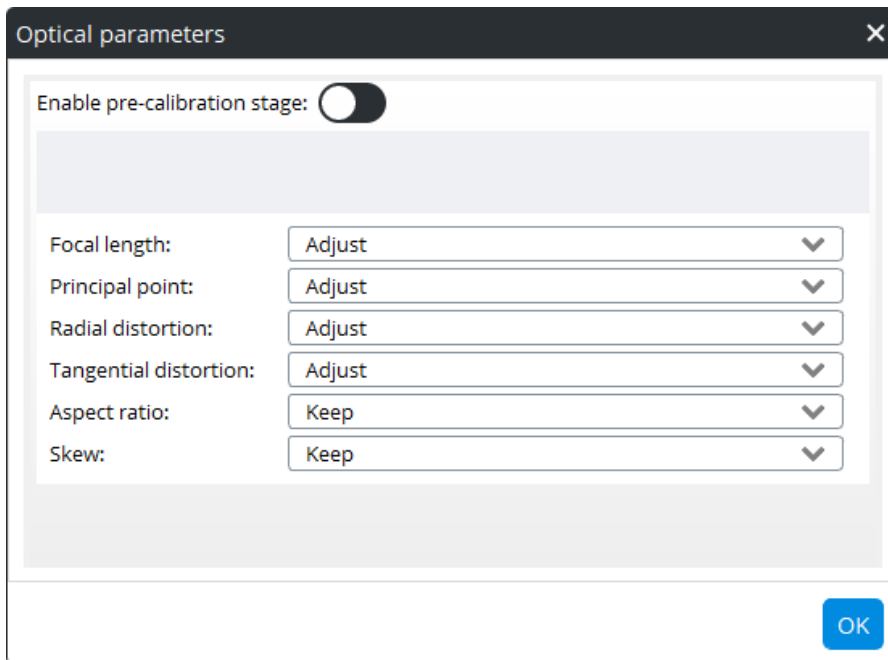 Optical parameters
Enable pre-calibration stage:
Focal length: Adjust
Principal point: Adjust
Radial distortion: Adjust
Tangential distortion: Adjust
Aspect ratio: Keep
Skew: Keep
OK